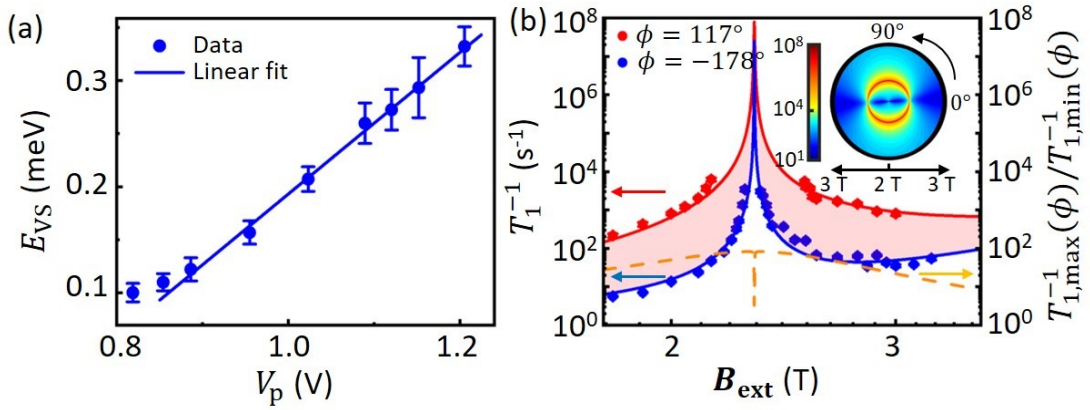 (a)
Data
Linear fit
E_VS (meV)
0.3
0.2
0.1
0.8
1.0
1.2
V_p (V)
(b)
ϕ = 117°
ϕ = −178°
T_1^{-1} (s^{-1})
10^8
10^6
10^4
10^2
10^0
2
3
B_ext (T)
10^8
10^4
10^1
90°
0°
3 T
2 T
3 T
10^8
10^6
10^4
10^2
10^0
T_{1,max}^{-1}(ϕ)/T_{1,min}^{-1}(ϕ)